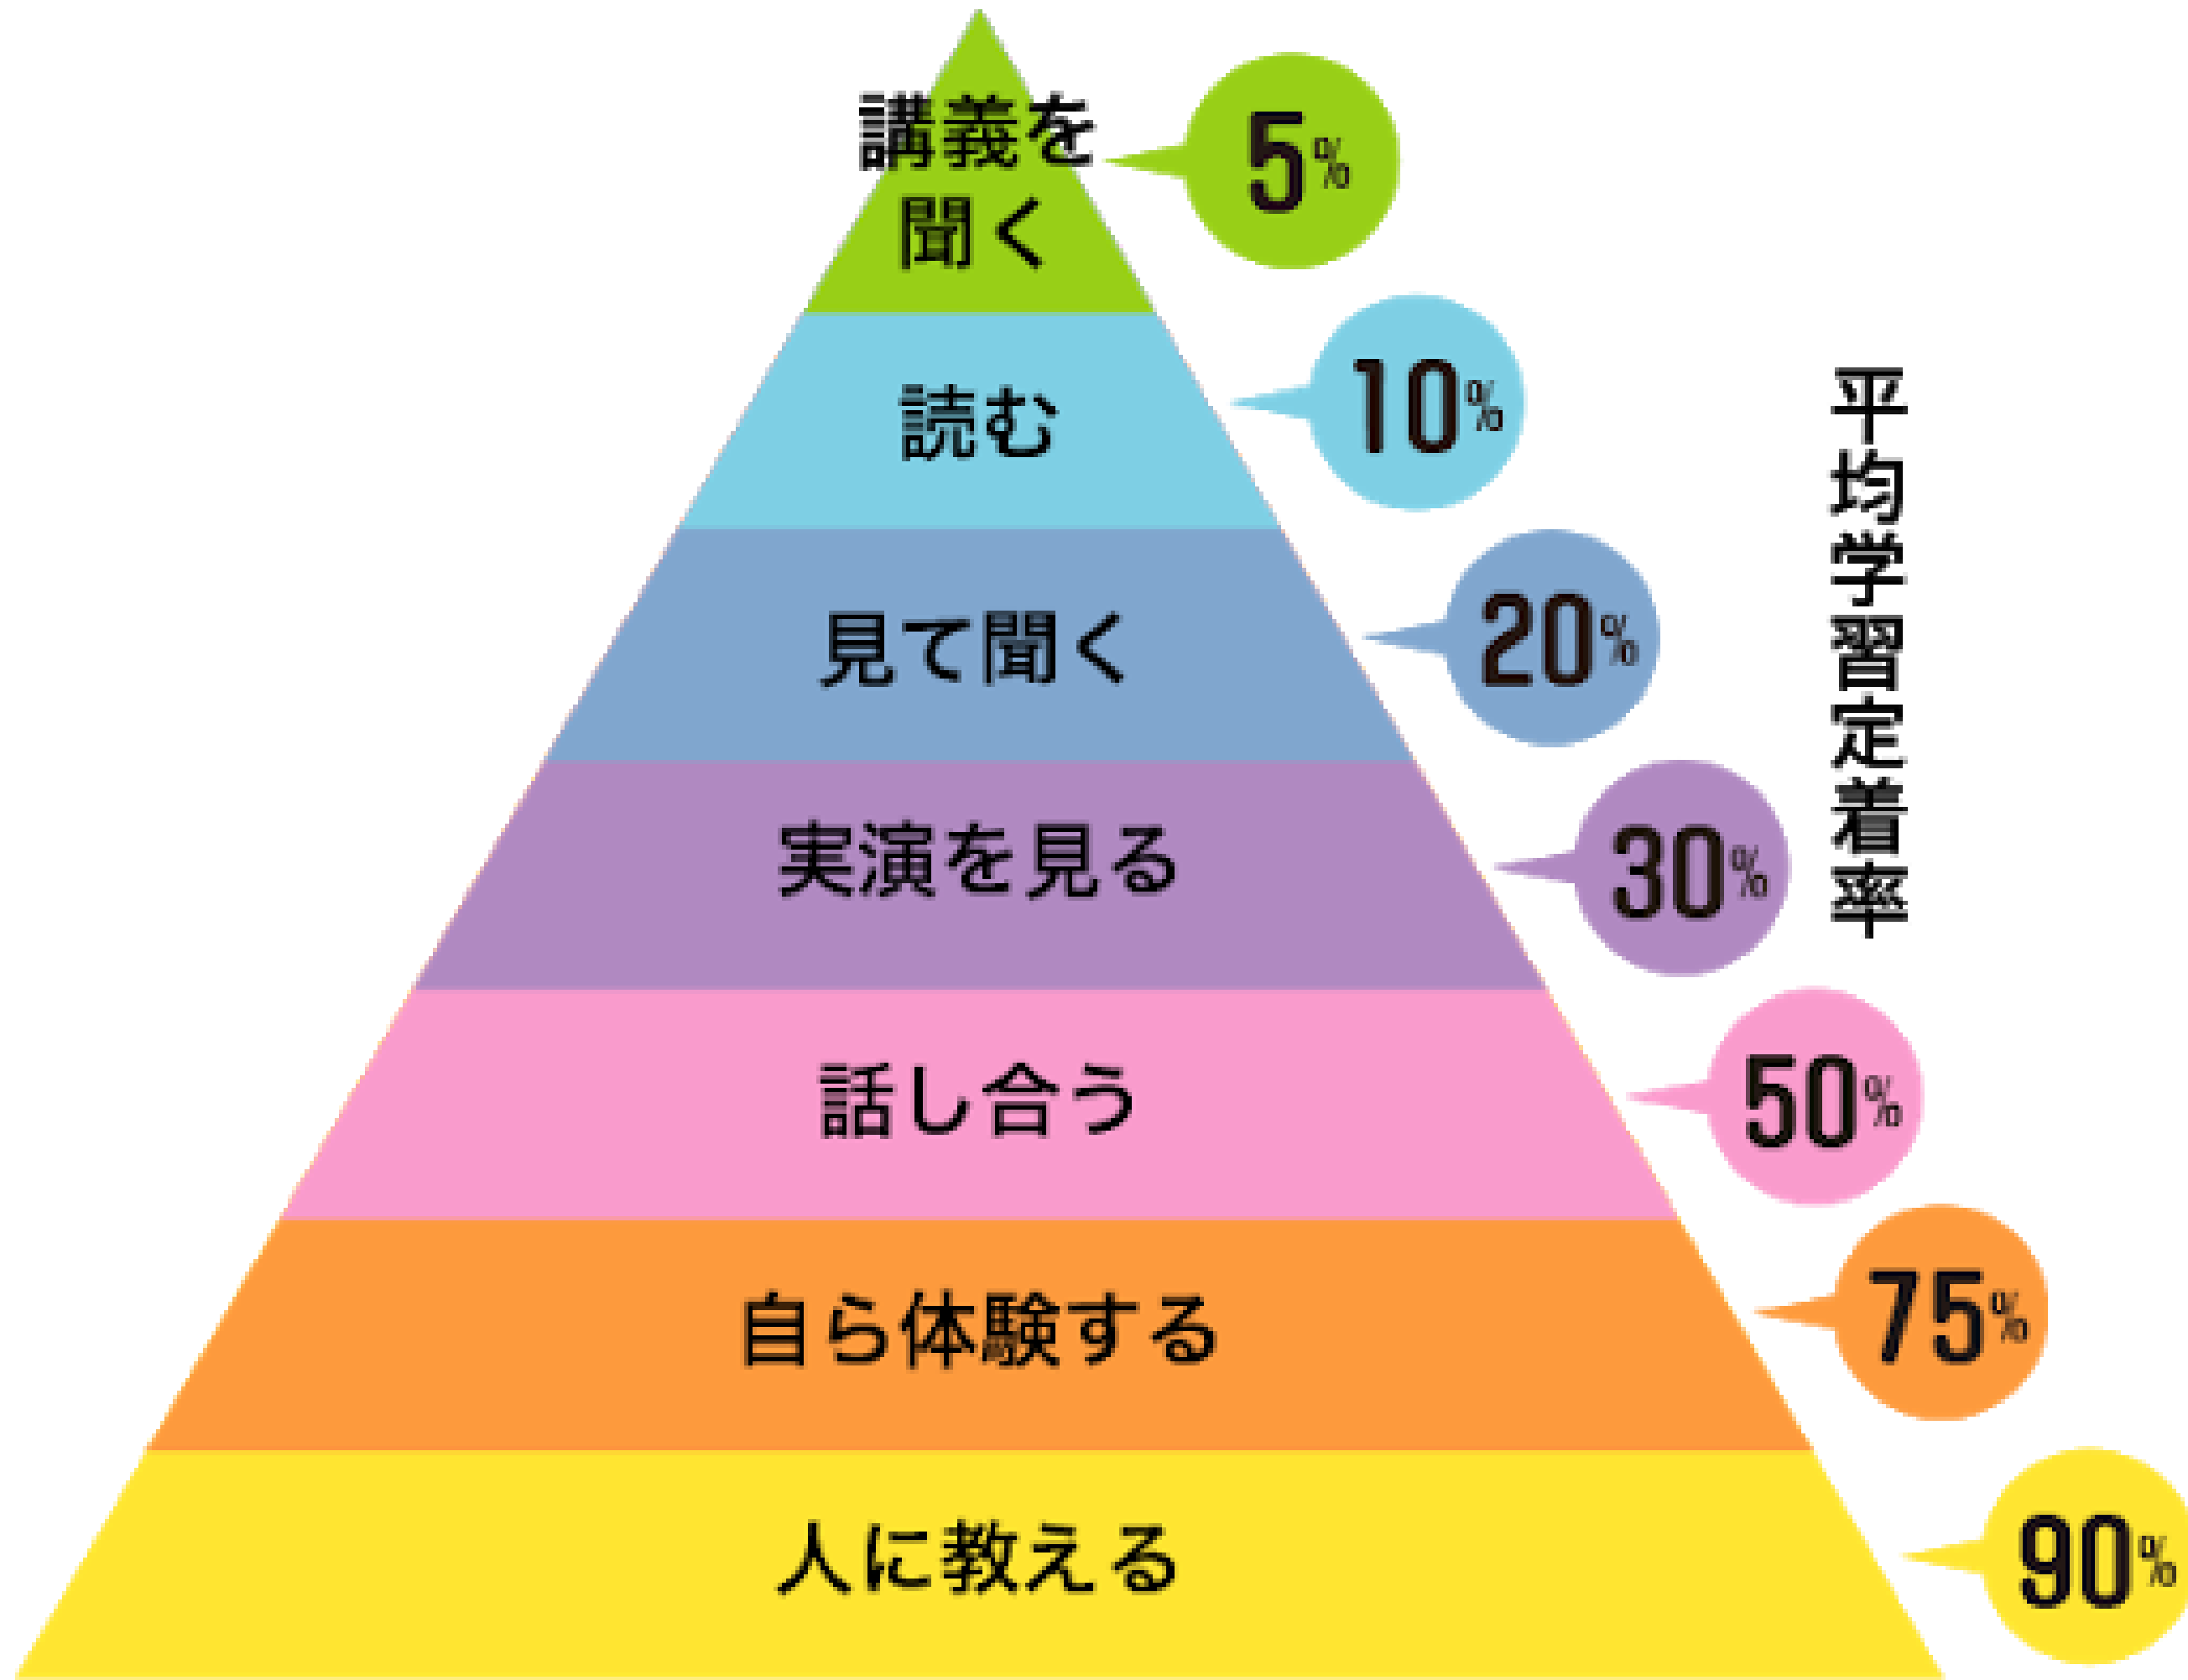 講義を
聞く
5%
読む
10%
見て聞く
20%
実演を見る
30%
話し合う
50%
自ら体験する
75%
人に教える
90%
平均学習定着率